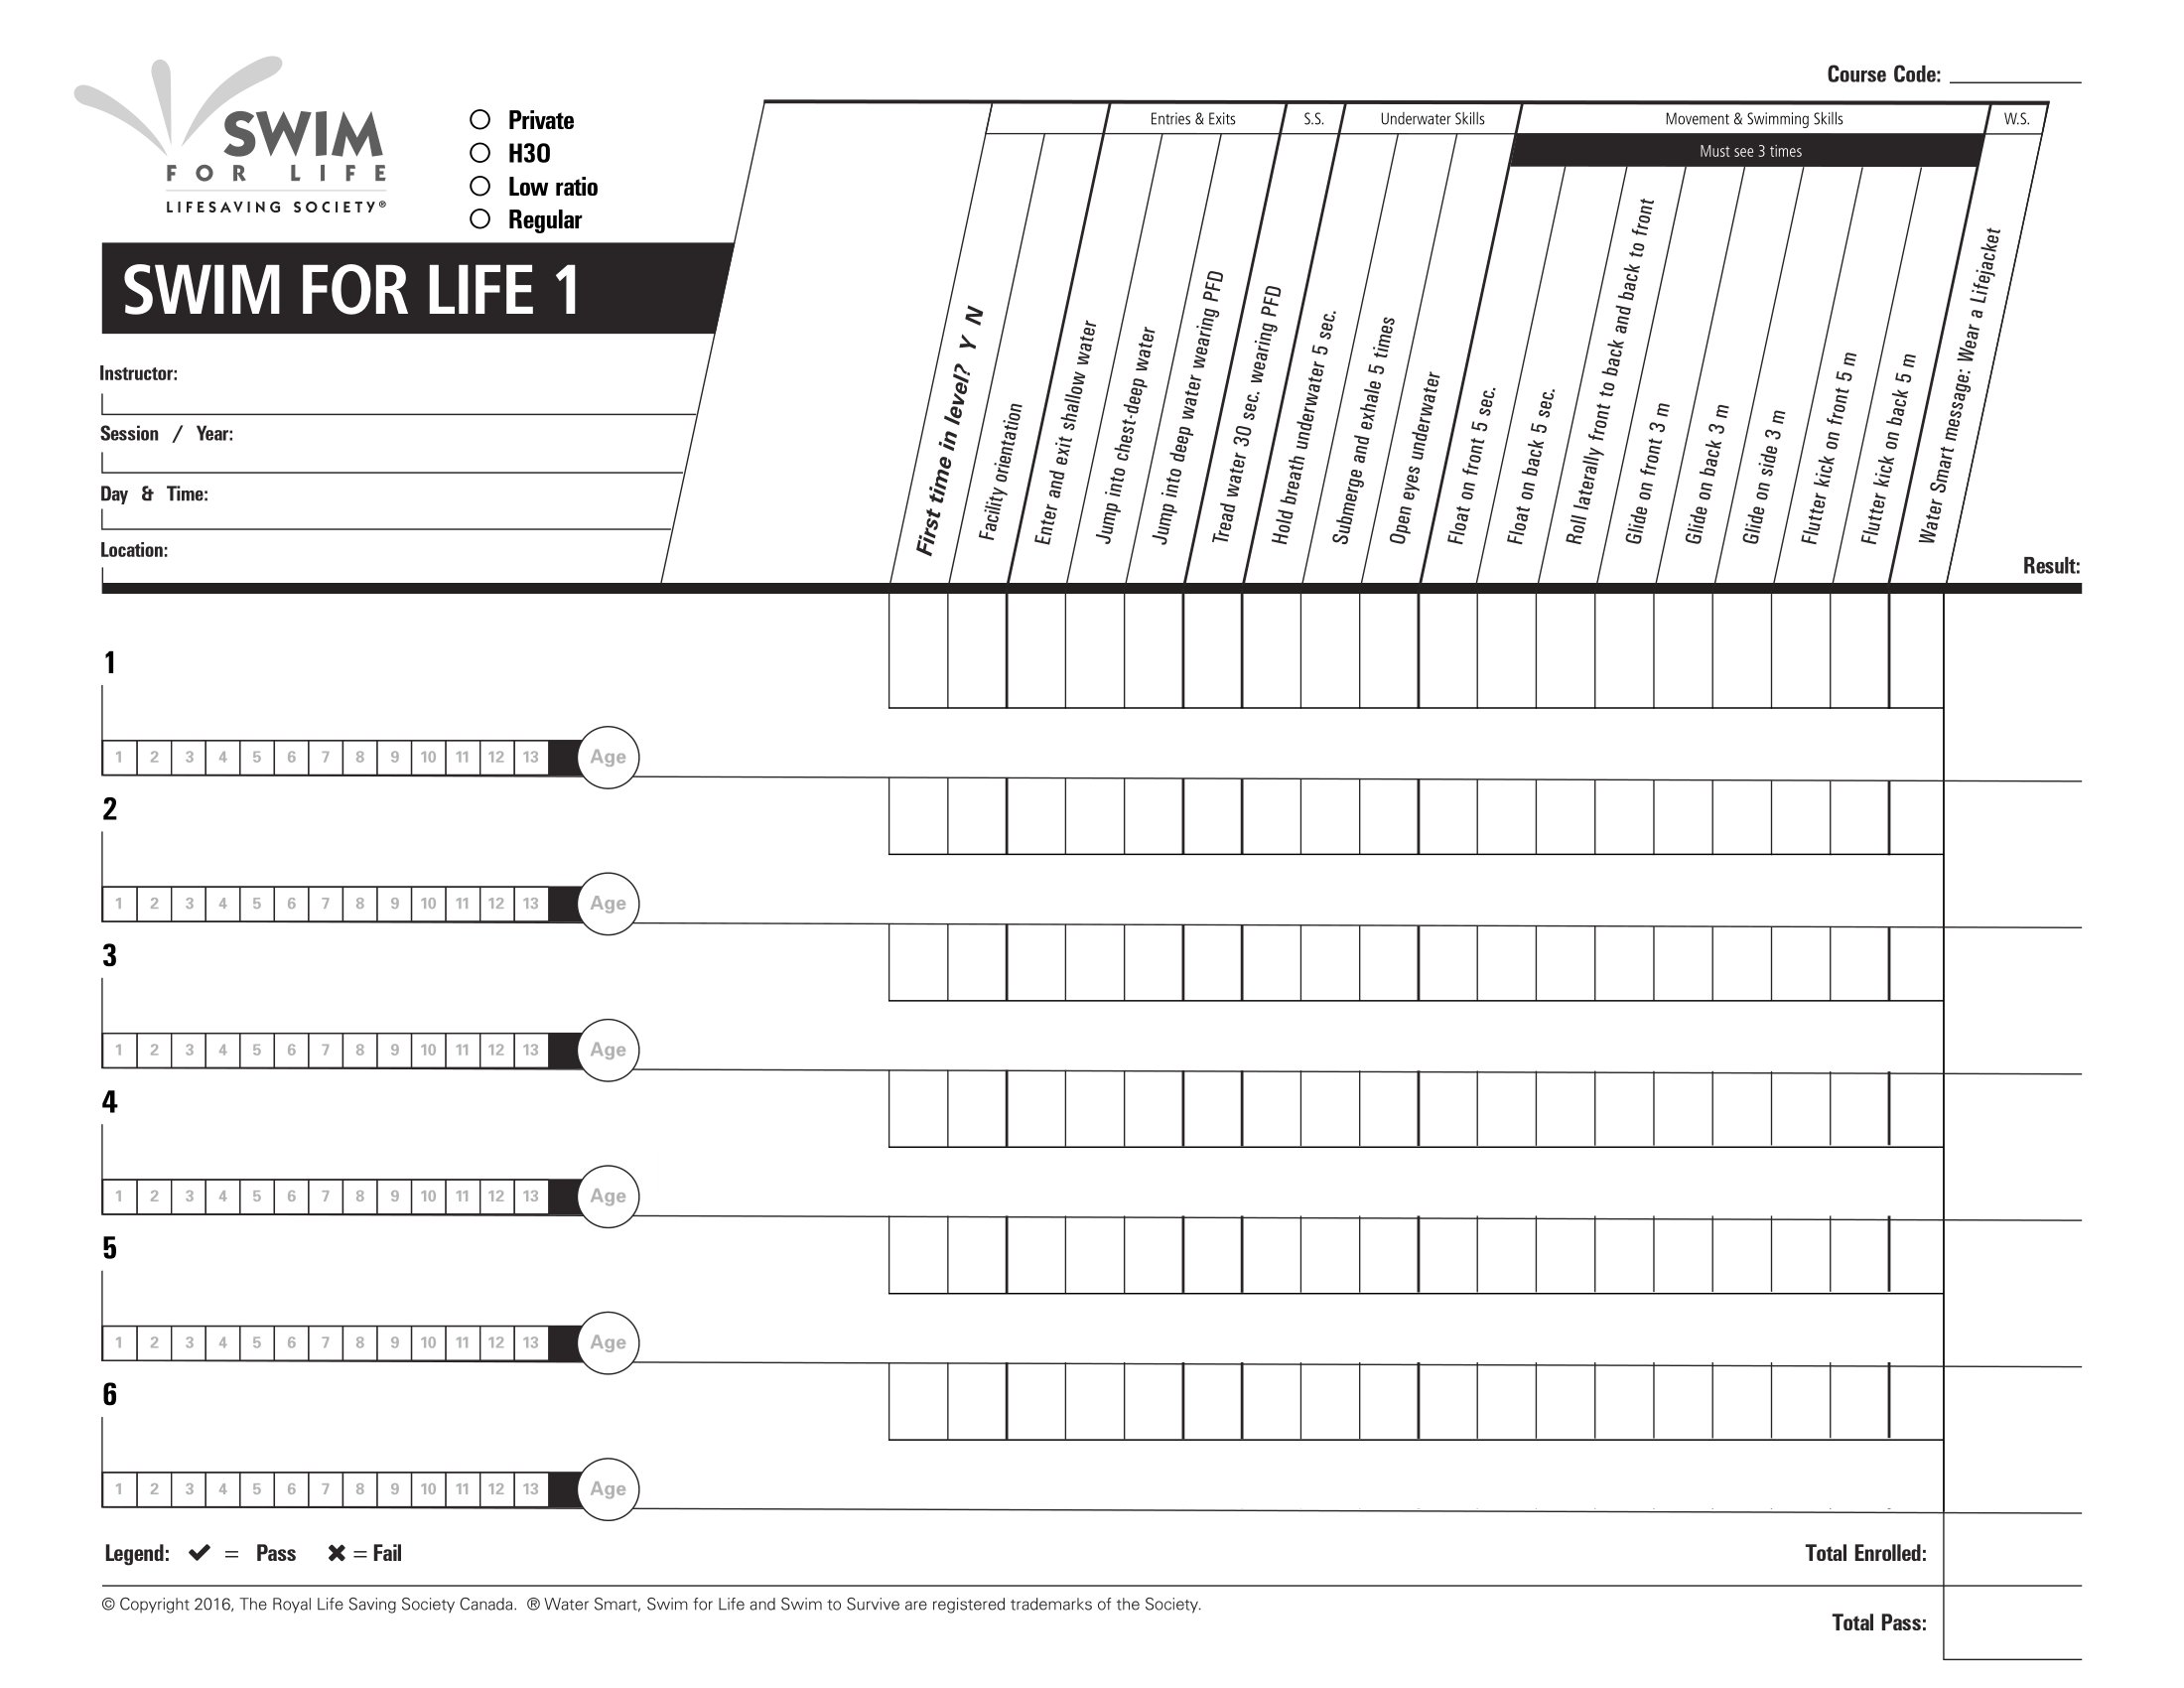 Course Code:
SWIM
FOR LIFE
LIFESAVING SOCIETY®
Private
H3O
Low ratio
Regular
Entries & Exits
S.S.
Underwater Skills
Movement & Swimming Skills
W.S.
Must see 3 times
SWIM FOR LIFE 1
Instructor:
Session / Year:
Day & Time:
Location:
First time in level? Y N
Facility orientation
Enter and exit shallow water
Jump into chest-deep water
Jump into deep water wearing PFD
Tread water 30 sec. wearing PFD
Hold breath underwater 5 sec.
Submerge and exhale 5 times
Open eyes underwater
Float on front 5 sec.
Float on back 5 sec.
Roll laterally front to back and back to front
Glide on front 3 m
Glide on back 3 m
Glide on side 3 m
Flutter kick on front 5 m
Flutter kick on back 5 m
Water Smart message: Wear a Lifejacket
Result:
1
1 2 3 4 5 6 7 8 9 10 11 12 13 Age
2
1 2 3 4 5 6 7 8 9 10 11 12 13 Age
3
1 2 3 4 5 6 7 8 9 10 11 12 13 Age
4
1 2 3 4 5 6 7 8 9 10 11 12 13 Age
5
1 2 3 4 5 6 7 8 9 10 11 12 13 Age
6
1 2 3 4 5 6 7 8 9 10 11 12 13 Age
Legend: ✔ = Pass ✖ = Fail
Total Enrolled:
© Copyright 2016, The Royal Life Saving Society Canada. ® Water Smart, Swim for Life and Swim to Survive are registered trademarks of the Society.
Total Pass: